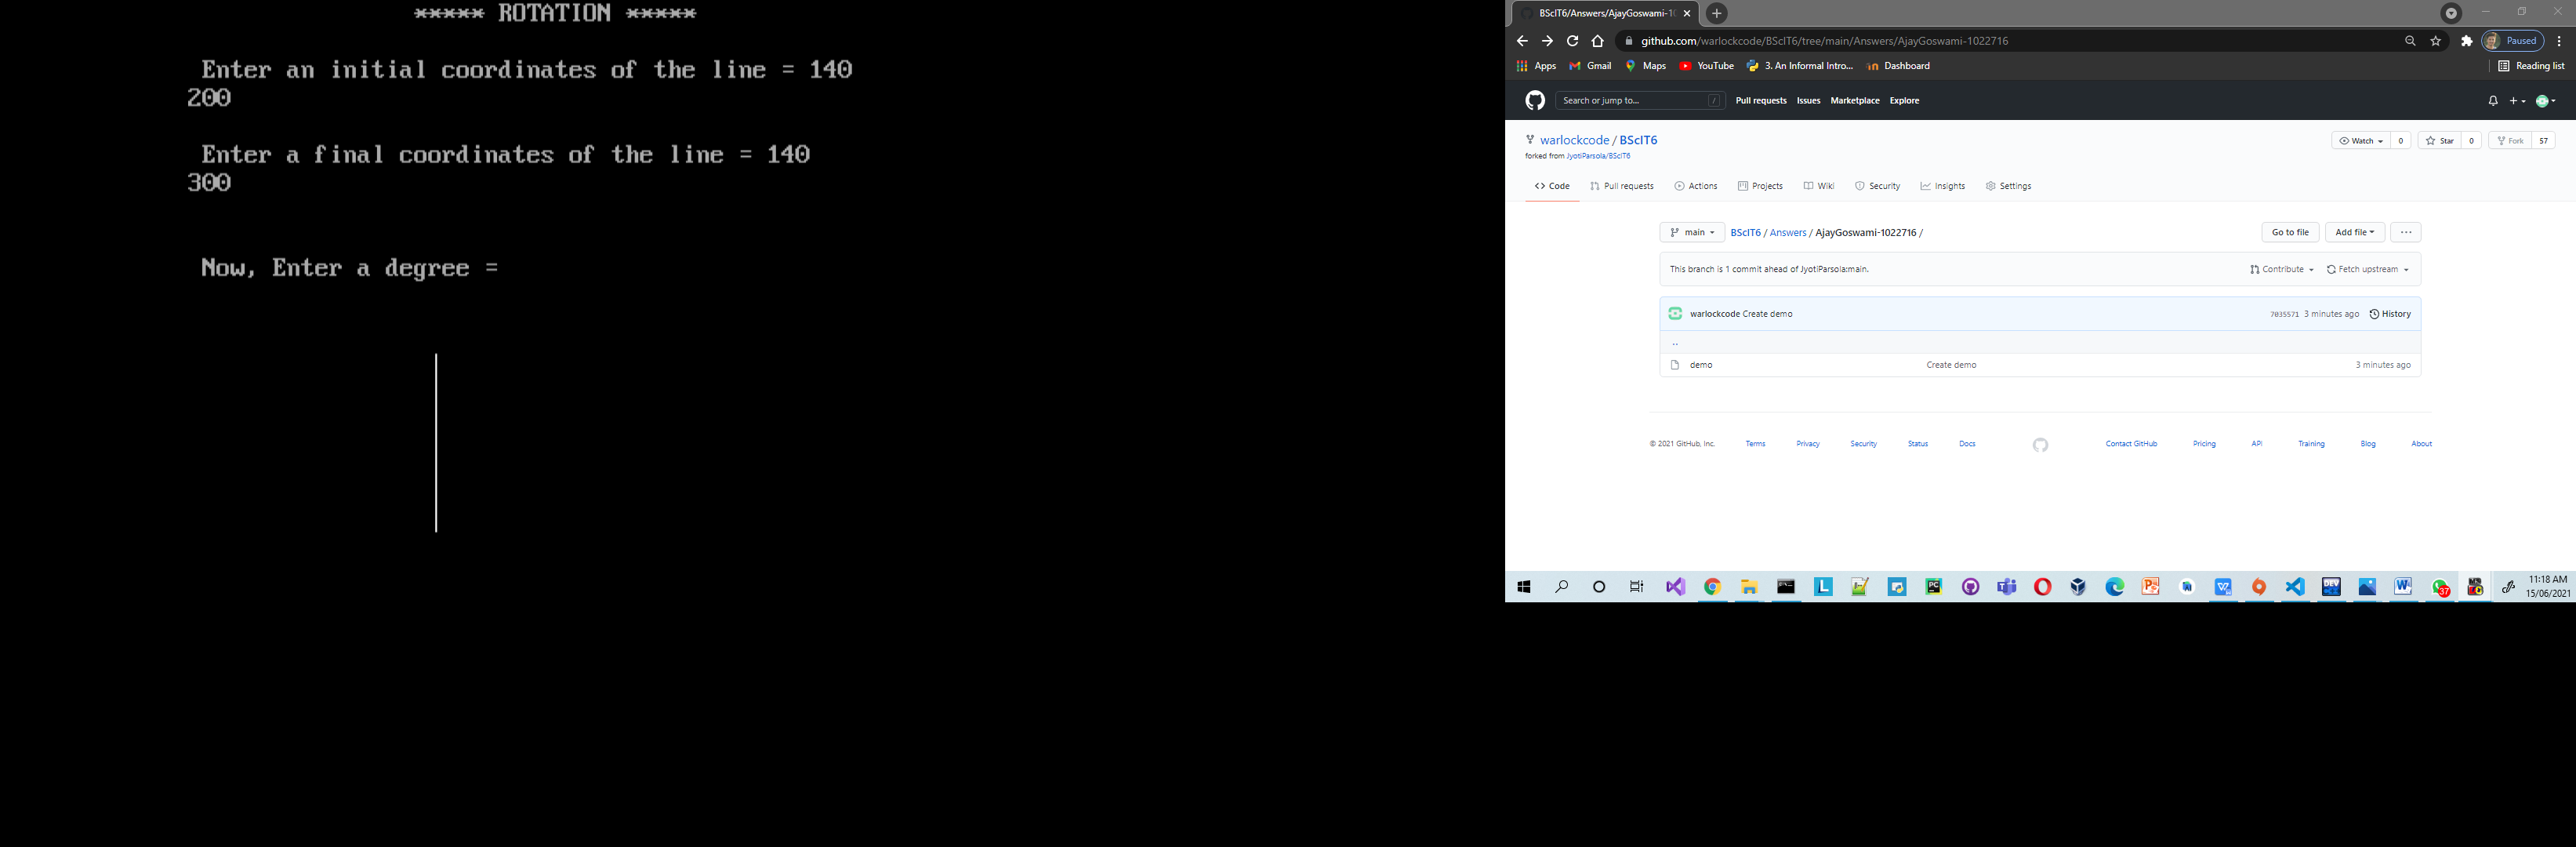 ***** ROTATION *****
Enter an initial coordinates of the line = 140
200
Enter a final coordinates of the line = 140
300
Now, Enter a degree =
BScIT6/Answers/AjayGoswami-10
github.com/warlockcode/BScIT6/tree/main/Answers/AjayGoswami-1022716
Paused
Apps Gmail Maps YouTube 3. An Informal Intro... Dashboard Reading list
Search or jump to... / Pull requests Issues Marketplace Explore
warlockcode / BScIT6 Watch 0 Star 0 Fork 57
forked from JyotiParsola/BScIT6
Code Pull requests Actions Projects Wiki Security Insights Settings
main BScIT6 / Answers / AjayGoswami-1022716 / Go to file Add file ...
This branch is 1 commit ahead of JyotiParsola:main. Contribute Fetch upstream
warlockcode Create demo 7035571 3 minutes ago History
..
demo Create demo 3 minutes ago
© 2021 GitHub, Inc. Terms Privacy Security Status Docs Contact GitHub Pricing API Training Blog About
11:18 AM
37
15/06/2021